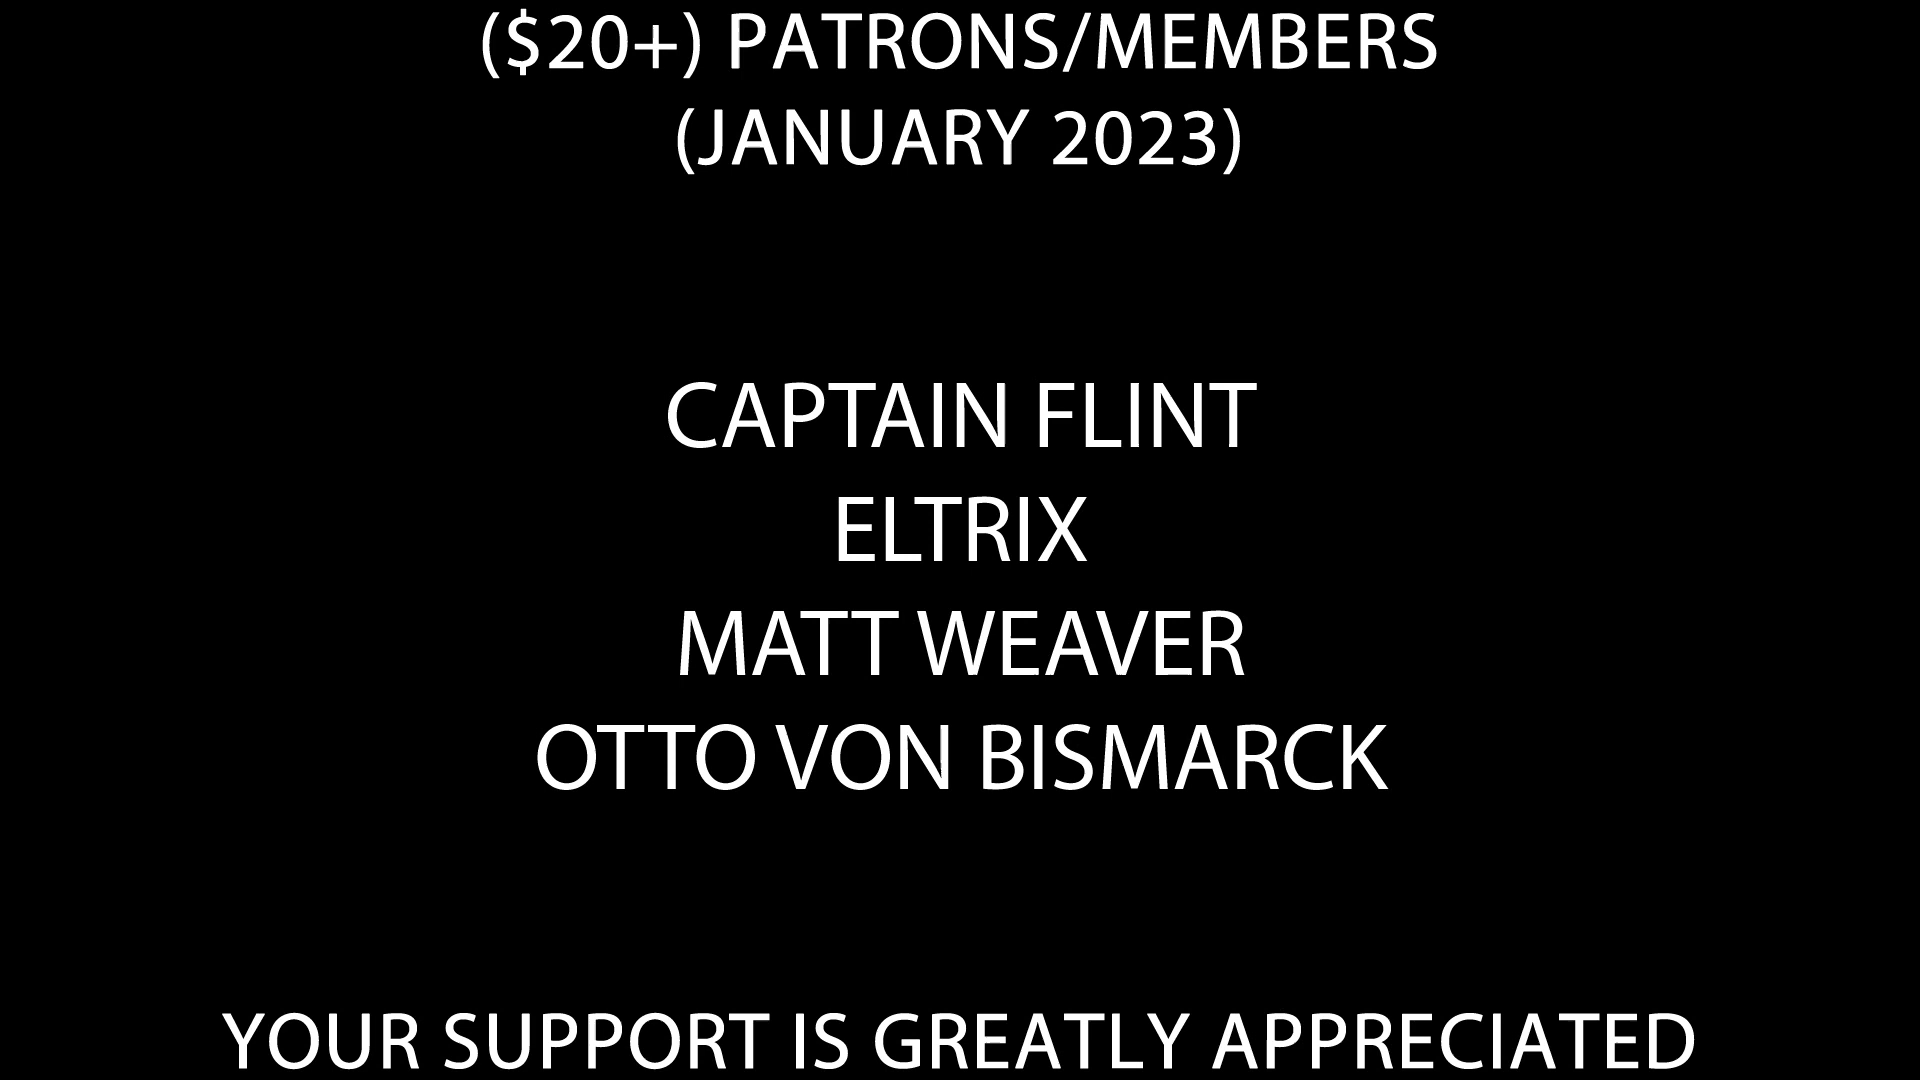 ($20+) PATRONS/MEMBERS
(JANUARY 2023)
CAPTAIN FLINT
ELTRIX
MATT WEAVER
OTTO VON BISMARCK
YOUR SUPPORT IS GREATLY APPRECIATED